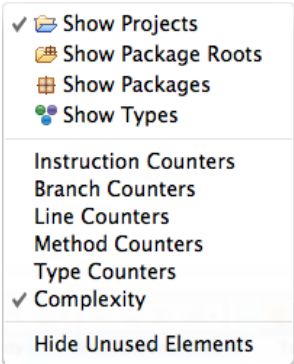 Show Projects
Show Package Roots
Show Packages
Show Types
Instruction Counters
Branch Counters
Line Counters
Method Counters
Type Counters
Complexity
Hide Unused Elements